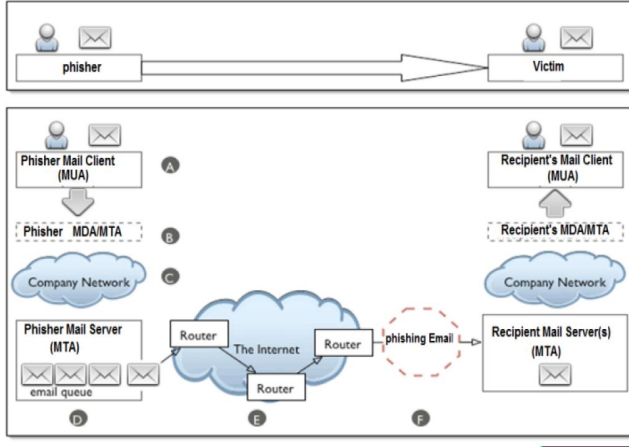 phisher
Victim
Phisher Mail Client
(MUA)
A
Recipient's Mail Client
(MUA)
Phisher MDA/MTA
B
Recipient's MDA/MTA
Company Network
C
Company Network
Phisher Mail Server
(MTA)
email queue
Router
The Internet
Router
Router
phishing Email
Recipient Mail Server(s)
(MTA)
D
E
F